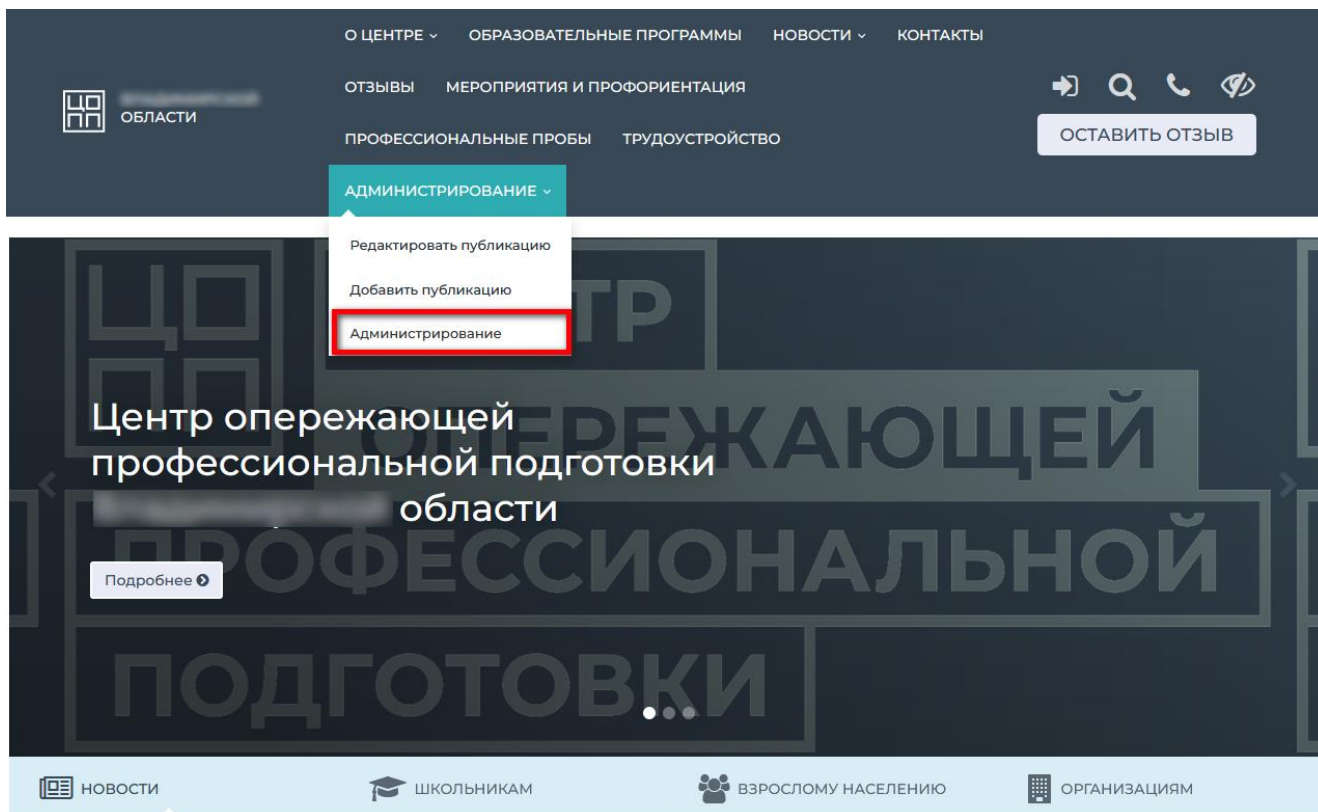 О ЦЕНТРЕ ОБРАЗОВАТЕЛЬНЫЕ ПРОГРАММЫ НОВОСТИ КОНТАКТЫ
ОТЗЫВЫ МЕРОПРИЯТИЯ И ПРОФОРИЕНТАЦИЯ
ЦОПП
ОБЛАСТИ
ПРОФЕССИОНАЛЬНЫЕ ПРОБЫ ТРУДОУСТРОЙСТВО
ОСТАВИТЬ ОТЗЫВ
АДМИНИСТРИРОВАНИЕ
Редактировать публикацию
Добавить публикацию
Администрирование
ЦО
ТР
ПП
ОПЕРЕЖАЮЩЕЙ
Центр опережающей
профессиональной подготовки
области
ПРОФЕССИОНАЛЬНОЙ
Подробнее
ПОДГОТОВКИ
НОВОСТИ ШКОЛЬНИКАМ ВЗРОСЛОМУ НАСЕЛЕНИЮ ОРГАНИЗАЦИЯМ